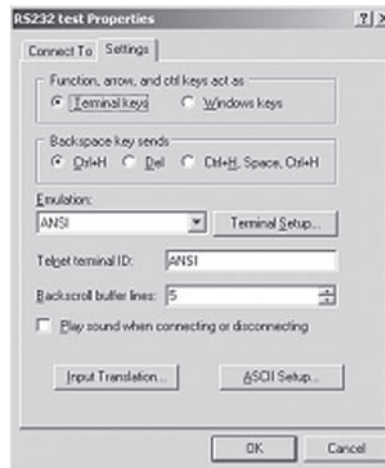 RS232 test Properties
Connect To Settings
Function, arrow, and ctrl keys act as
Terminal keys Windows keys
Backspace key sends
Ctrl+H Del Ctrl+H, Space, Ctrl+H
Emulation:
ANSI Terminal Setup...
Telnet terminal ID: ANSI
Backscroll buffer lines: 5
Play sound when connecting or disconnecting
Input Translation... ASCII Setup...
OK Cancel